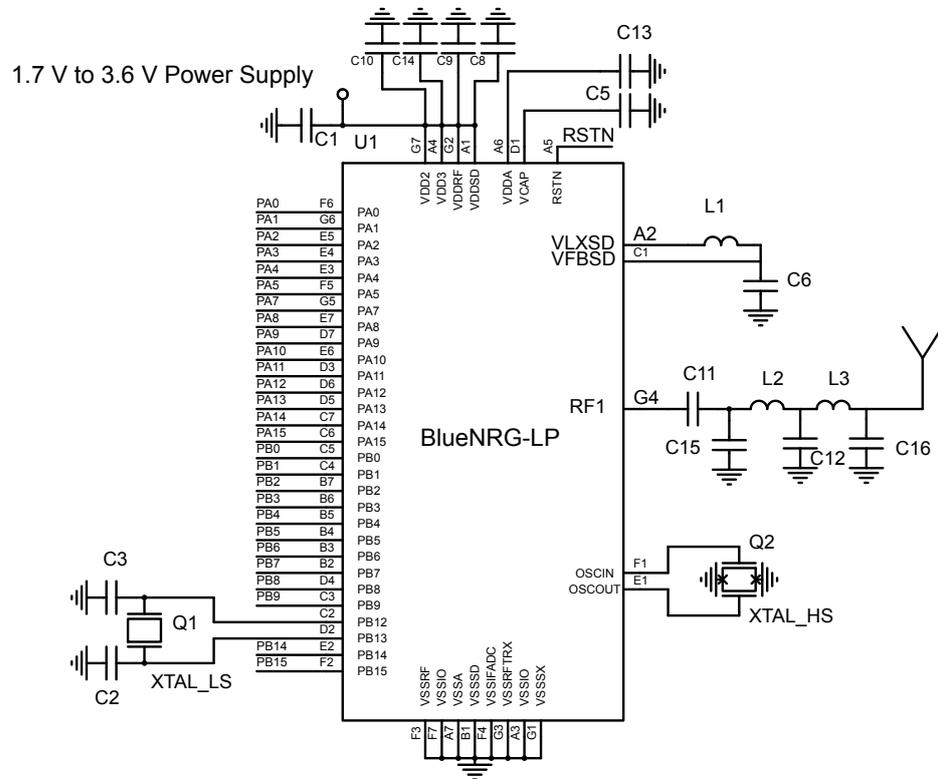 C13
C10 C14 C9 C8
1.7 V to 3.6 V Power Supply
C5
C1 U1
RSTN
G7 A4 G2 A1 A6 D1 A5
VDD2 VDD3 VDDRF VDDSD VDDA VCAP RSTN
PA0 F6 PA0
PA1 G6 PA1
PA2 E5 PA2
PA3 E4 PA3
PA4 E3 PA4
PA5 F5 PA5
PA7 G5 PA7
PA8 E7 PA8
PA9 D7 PA9
PA10 E6 PA10
PA11 D3 PA11
PA12 D6 PA12
PA13 D5 PA13
PA14 C7 PA14
PA15 C6 PA15
PB0 C5 PB0
PB1 C4 PB1
PB2 B7 PB2
PB3 B6 PB3
PB4 B5 PB4
PB5 B4 PB5
PB6 B3 PB6
PB7 B2 PB7
PB8 D4 PB8
PB9 C3 PB9
C2 PB12
D2 PB13
PB14 E2 PB14
PB15 F2 PB15
L1
VLXSD A2
VFBSD C1
C6
C11 L2 L3
RF1 G4
BlueNRG-LP
C15 C12 C16
Q2
OSCIN F1
OSCOUT E1
XTAL_HS
C3
Q1
C2
XTAL_LS
VSSRF VSSIO VSSA VSSSD VSSIFADC VSSRFTRX VSSIO VSSSX
F3 F7 A7 B1 F4 G3 A3 G1